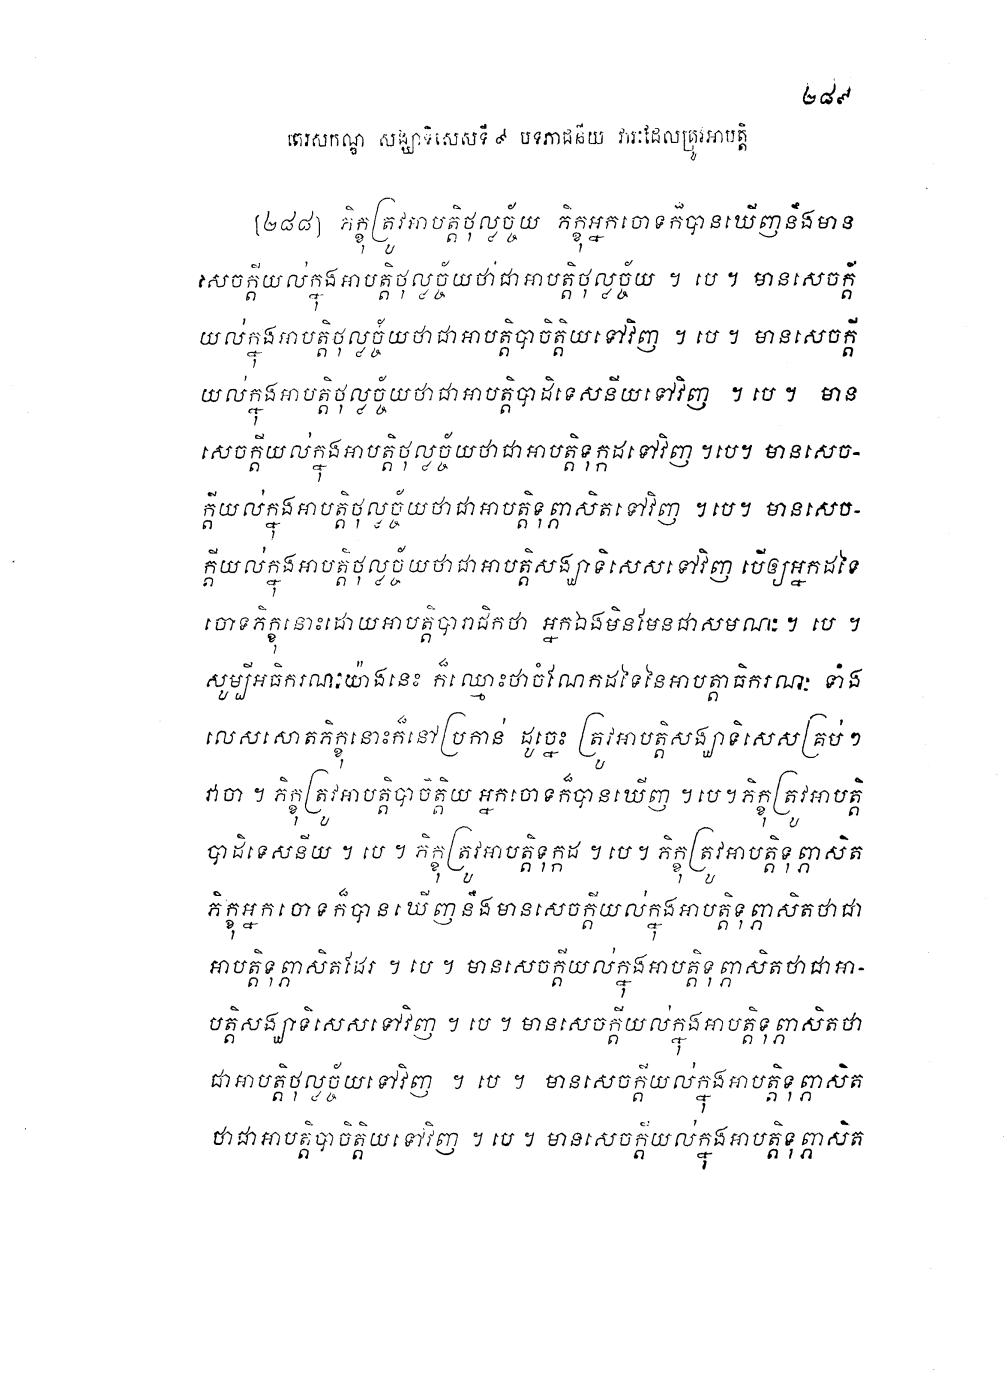 ២៨៩
តេរសកណ្ឌ សង្ឃាទិសេសទី ៩ បទភាជនីយ វារៈដែលត្រូវអាបត្តិ
[២៨៨] ភិក្ខុត្រូវអាបត្តិថុល្លច្ច័យ ភិក្ខុអ្នកចោទក៏បានឃើញនឹងមាន
សេចក្តីយល់ក្នុងអាបត្តិថុល្លច្ច័យថាជាអាបត្តិថុល្លច្ច័យ ។ បេ ។ មានសេចក្តី
យល់ក្នុងអាបត្តិថុល្លច្ច័យថាជាអាបត្តិបាចិត្តិយទៅវិញ ។ បេ ។ មានសេចក្តី
យល់ក្នុងអាបត្តិថុល្លច្ច័យថាជាអាបត្តិបាដិទេសនីយទៅវិញ ។ បេ ។ មាន
សេចក្តីយល់ក្នុងអាបត្តិថុល្លច្ច័យថាជាអាបត្តិទុក្កដទៅវិញ ។បេ។ មានសេច-
ក្តីយល់ក្នុងអាបត្តិថុល្លច្ច័យថាជាអាបត្តិទុព្ភាសិតទៅវិញ ។បេ។ មានសេច-
ក្តីយល់ក្នុងអាបត្តិថុល្លច្ច័យថាជាអាបត្តិសង្ឃាទិសេសទៅវិញ បើឲ្យអ្នកដទៃ
ចោទភិក្ខុនោះដោយអាបត្តិបារាជិកថា អ្នកឯងមិនមែនជាសមណៈ ។ បេ ។
សូម្បីអធិករណៈយ៉ាងនេះ ក៏ឈ្មោះថាចំណែកដទៃនៃអាបត្តាធិករណៈ ទាំង
លេសសោតភិក្ខុនោះក៏នៅប្រកាន់ ដូច្នេះ ត្រូវអាបត្តិសង្ឃាទិសេសគ្រប់ៗ
វាចា ។ ភិក្ខុត្រូវអាបត្តិបាចិត្តិយ អ្នកចោទក៏បានឃើញ ។បេ។ភិក្ខុត្រូវអាបត្តិ
បាដិទេសនីយ ។ បេ ។ ភិក្ខុត្រូវអាបត្តិទុក្កដ ។បេ។ ភិក្ខុត្រូវអាបត្តិទុព្ភាសិត
ភិក្ខុអ្នកចោទក៏បានឃើញនឹងមានសេចក្តីយល់ក្នុងអាបត្តិទុព្ភាសិតថាជា
អាបត្តិទុព្ភាសិតដែរ ។ បេ ។ មានសេចក្តីយល់ក្នុងអាបត្តិទុព្ភាសិតថាជាអា-
បត្តិសង្ឃាទិសេសទៅវិញ ។ បេ ។ មានសេចក្តីយល់ក្នុងអាបត្តិទុព្ភាសិតថា
ជាអាបត្តិថុល្លច្ច័យទៅវិញ ។ បេ ។ មានសេចក្តីយល់ក្នុងអាបត្តិទុព្ភាសិត
ថាជាអាបត្តិបាចិត្តិយទៅវិញ ។ បេ ។ មានសេចក្តីយល់ក្នុងអាបត្តិទុព្ភាសិត